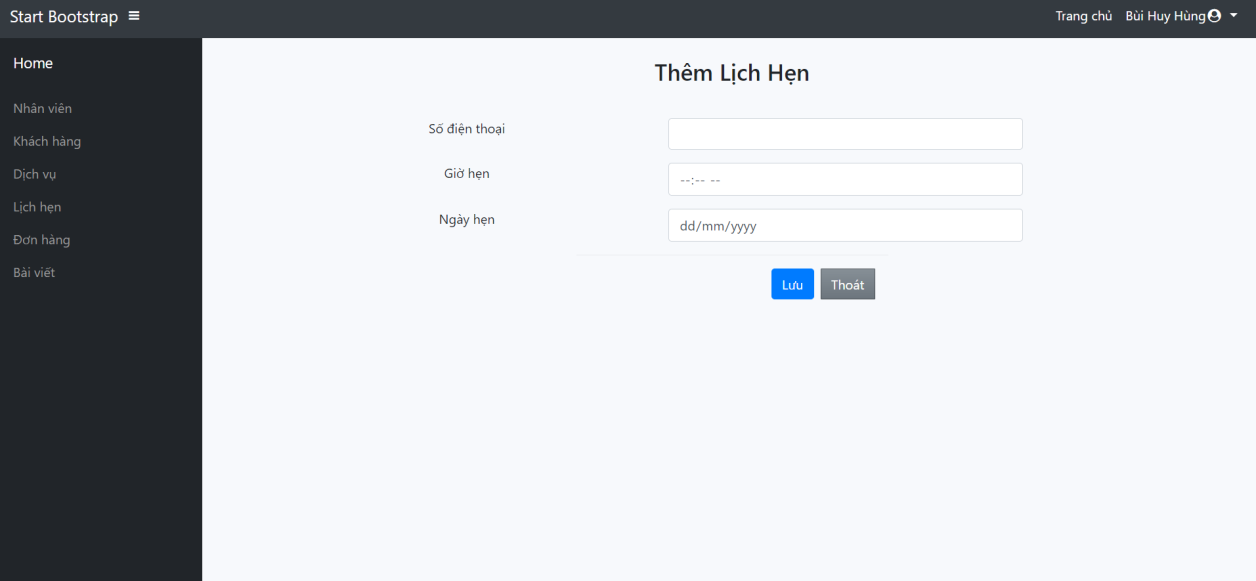 Start Bootstrap
Trang chủ Bùi Huy Hùng
Home
Nhân viên
Khách hàng
Dịch vụ
Lịch hẹn
Đơn hàng
Bài viết
Thêm Lịch Hẹn
Số điện thoại
Giờ hẹn
--:-- --
Ngày hẹn
dd/mm/yyyy
Lưu Thoát